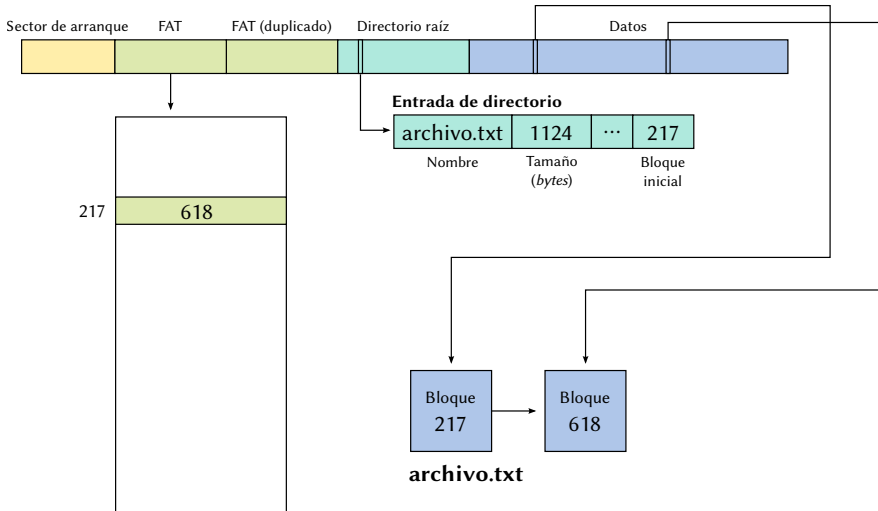 Sector de arranque
FAT
FAT (duplicado)
Directorio raíz
Datos
Entrada de directorio
archivo.txt
1124
...
217
Nombre
Tamaño
(bytes)
Bloque
inicial
217
618
Bloque
217
Bloque
618
archivo.txt